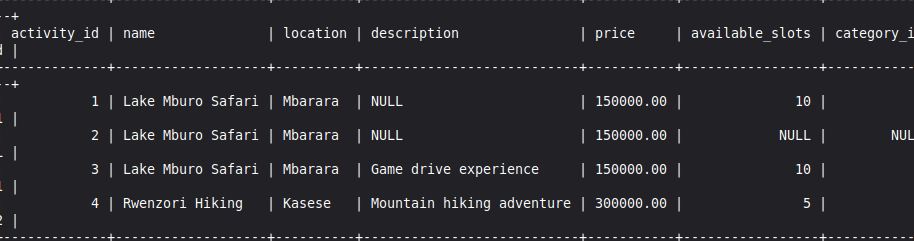 --+
activity_id | name | location | description | price | available_slots | category_i
d |
-------------+-------------------+----------+----------------------------+-----------+-----------------+------------
--+
1 | Lake Mburo Safari | Mbarara | NULL | 150000.00 | 10 |
1 |
2 | Lake Mburo Safari | Mbarara | NULL | 150000.00 | NULL | NUL
L |
3 | Lake Mburo Safari | Mbarara | Game drive experience | 150000.00 | 10 |
1 |
4 | Rwenzori Hiking | Kasese | Mountain hiking adventure | 300000.00 | 5 |
2 |
-------------+-------------------+----------+----------------------------+-----------+-----------------+------------